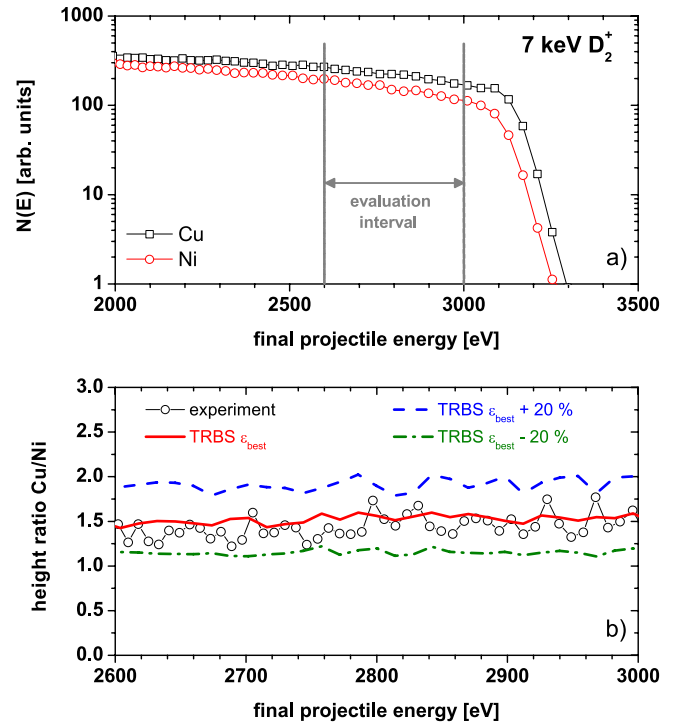 1000
7 keV D₂⁺
100
N(E) [arb. units]
10
evaluation
interval
Cu
Ni
1
a)
2000 2500 3000 3500
final projectile energy [eV]
3.0
experiment
TRBS εbest + 20 %
TRBS εbest
TRBS εbest - 20 %
2.5
2.0
height ratio Cu/Ni
1.5
1.0
0.5
0.0
b)
2600 2700 2800 2900 3000
final projectile energy [eV]